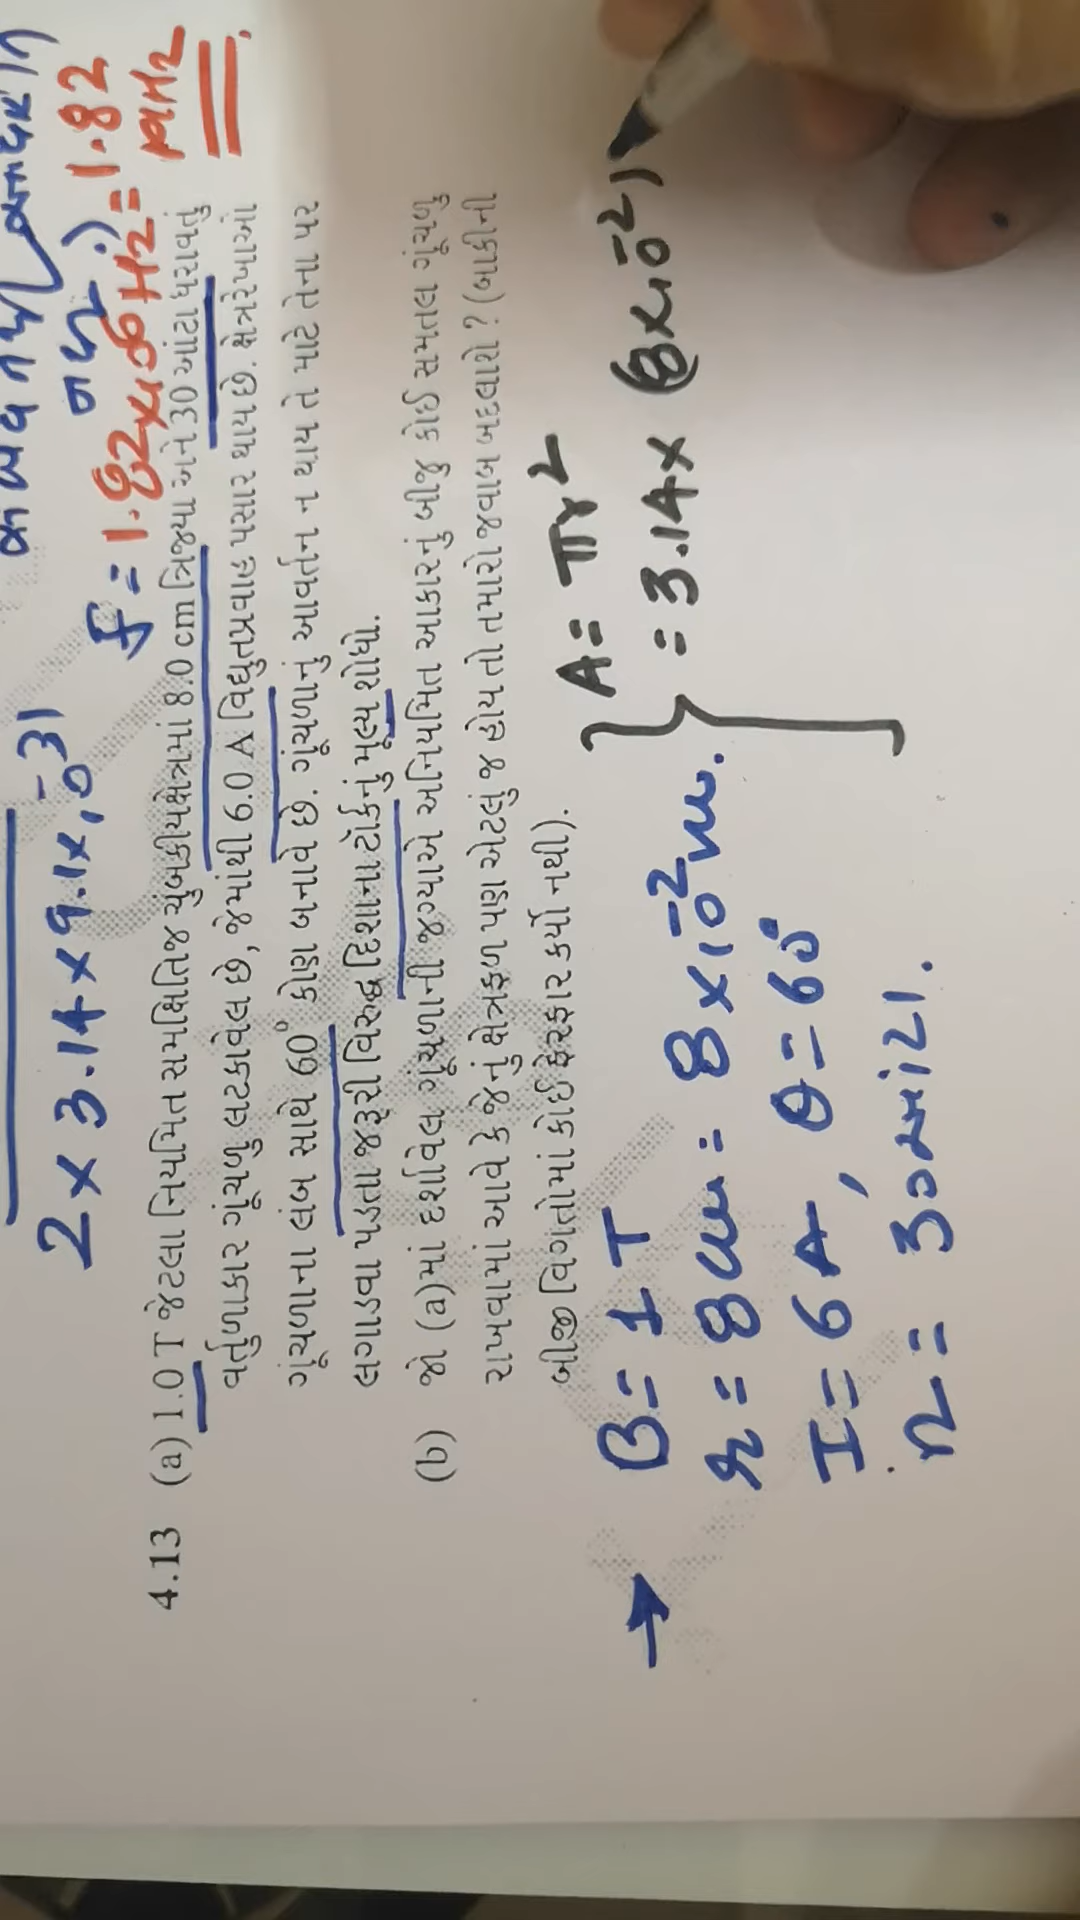 2 × 3.14 × 9.1 × 10⁻³¹
f = 1.82 × 10⁶ Hz = 1.82
MHz
4.13 (a) 1.0 T જેટલા નિયમિત સમક્ષિતિજ ચુંબકીયક્ષેત્રમાં 8.0 cm ત્રિજ્યા અને 30 આંટા ધરાવતું
વર્તુળાકાર ગૂંચળુ લટકાવેલ છે, જેમાંથી 6.0 A વિદ્યુતપ્રવાહ પસાર થાય છે. ક્ષેત્રરેખાઓ
ગૂંચળાના લંબ સાથે 60° કોણ બનાવે છે. ગૂંચળાનું આવર્તન ન થાય તે માટે તેના પર
લગાડવા પડતા જરૂરી વિરુદ્ધ દિશાના ટોર્કનું મુલ્ય શોધો.
(b) જો (a)માં દર્શાવેલ ગૂંચળાની જગ્યાએ અનિયમિત આકારનું બીજું કોઈ સમતલ ગૂંચળુ
રાખવામાં આવે કે જેનું ક્ષેત્રફળ પણ એટલું જ હોય તો તમારો જવાબ બદલાશે ? (બાકીની
બીજી વિગતોમાં કોઈ ફેરફાર કર્યો નથી).
→ B = 1 T
r = 8cm = 8 × 10⁻² m.
I = 6 A, θ = 60°
n = 30 આંટા.
A = πr²
= 3.14 × (8×10⁻²)